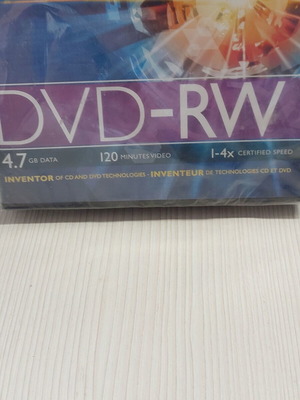 DVD-RW
4.7 GB DATA 120 MINUTES VIDEO 1-4x CERTIFIED SPEED
INVENTOR OF CD AND DVD TECHNOLOGIES · INVENTEUR DE TECHNOLOGIES CD ET DVD